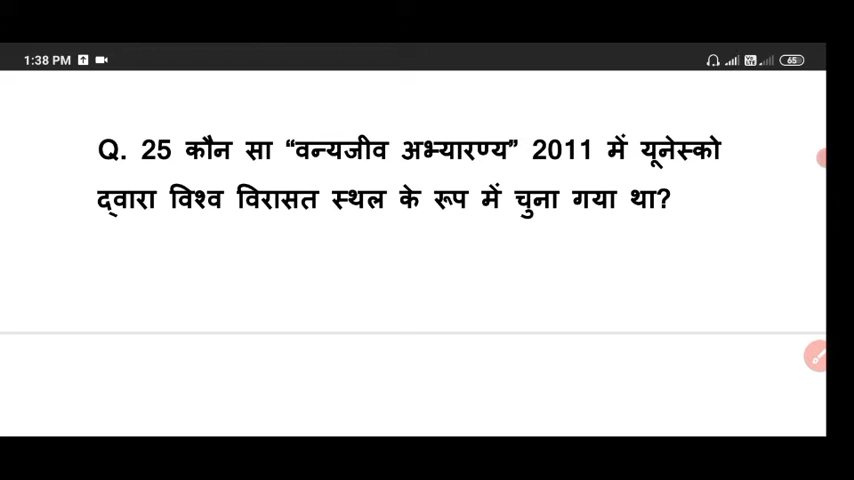 1:38 PM
65
Q. 25 कौन सा “वन्यजीव अभ्यारण्य” 2011 में यूनेस्को
द्वारा विश्व विरासत स्थल के रूप में चुना गया था?